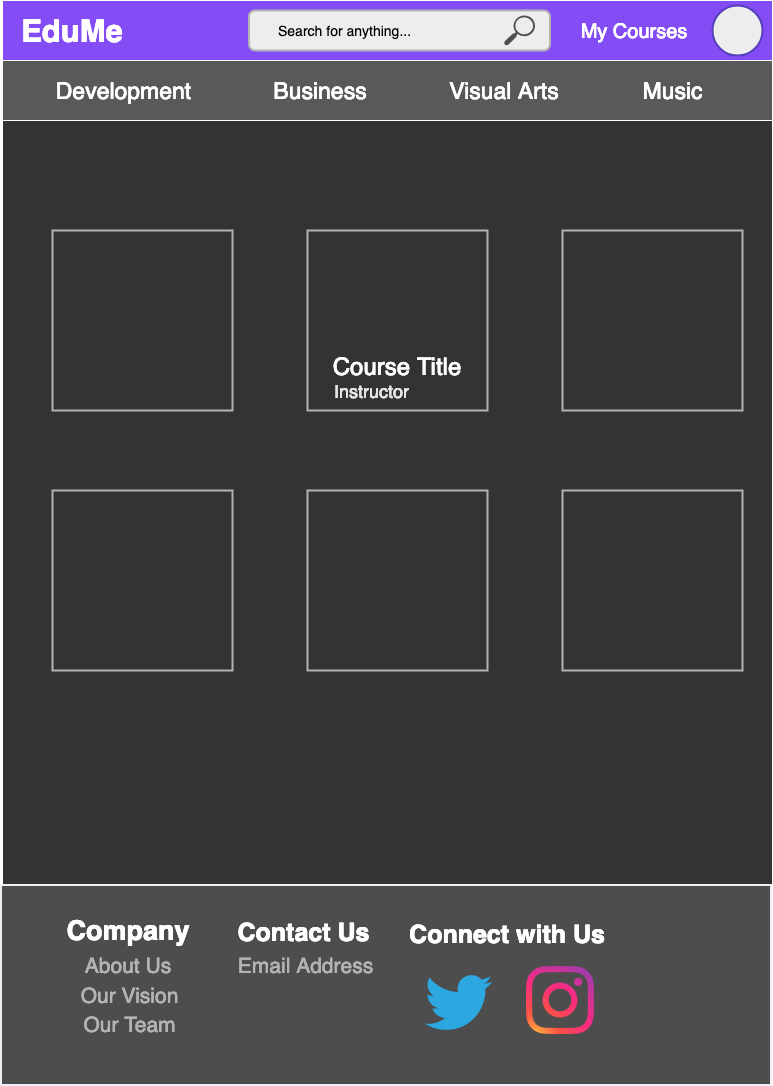 EduMe
Search for anything...
My Courses
Development
Business
Visual Arts
Music
Course Title
Instructor
Company
About Us
Our Vision
Our Team
Contact Us
Email Address
Connect with Us